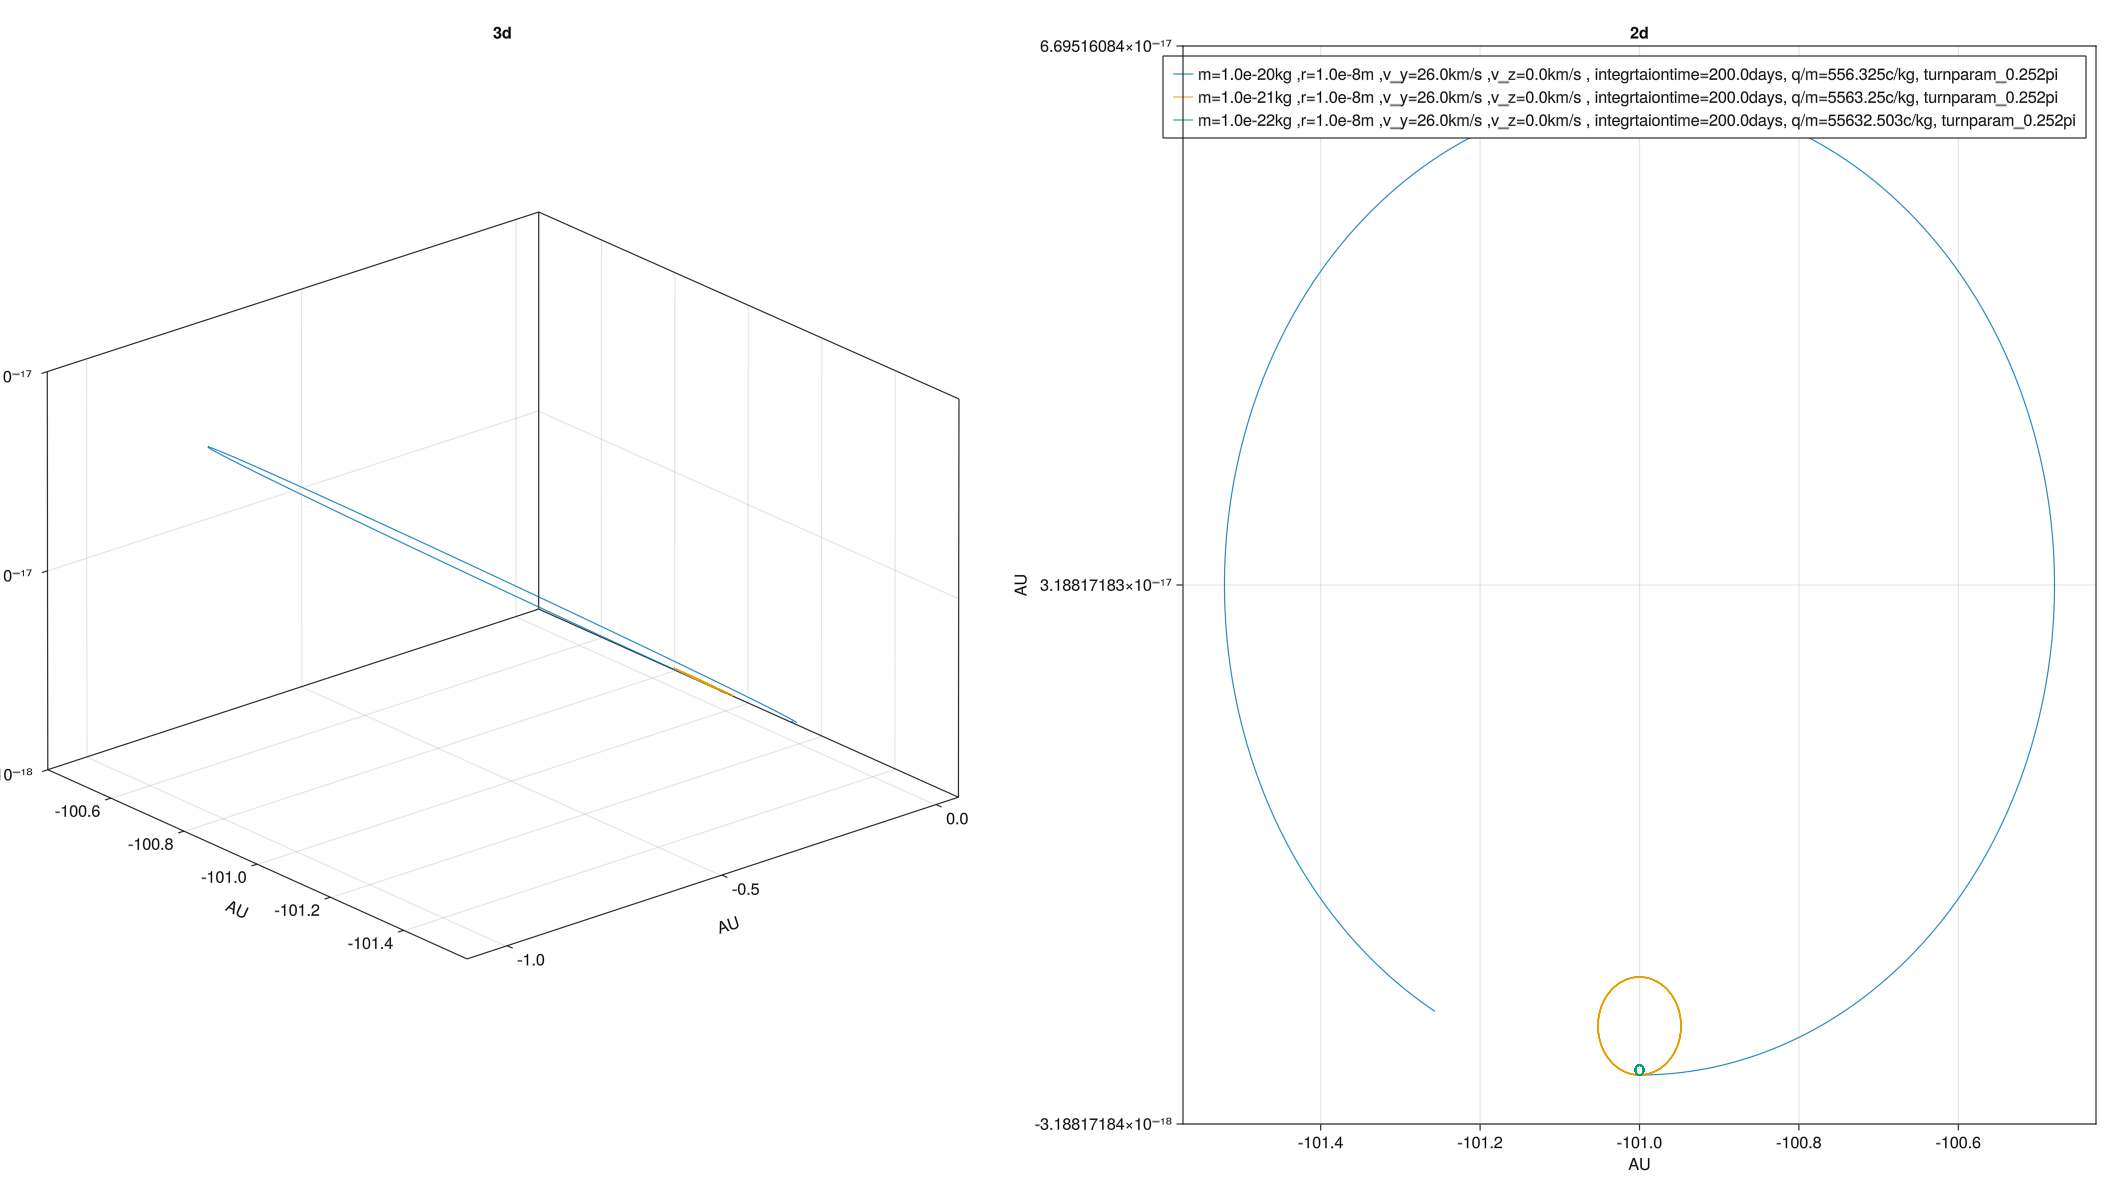 3d
0⁻¹⁷
0⁻¹⁷
10⁻¹⁸
-100.6
-100.8
-101.0
-101.2
-101.4
AU
-1.0
-0.5
0.0
AU
2d
6.69516084×10⁻¹⁷
m=1.0e-20kg ,r=1.0e-8m ,v_y=26.0km/s ,v_z=0.0km/s , integrtaiontime=200.0days, q/m=556.325c/kg, turnparam_0.252pi
m=1.0e-21kg ,r=1.0e-8m ,v_y=26.0km/s ,v_z=0.0km/s , integrtaiontime=200.0days, q/m=5563.25c/kg, turnparam_0.252pi
m=1.0e-22kg ,r=1.0e-8m ,v_y=26.0km/s ,v_z=0.0km/s , integrtaiontime=200.0days, q/m=55632.503c/kg, turnparam_0.252pi
AU
3.18817183×10⁻¹⁷
-3.18817184×10⁻¹⁸
-101.4
-101.2
-101.0
-100.8
-100.6
AU